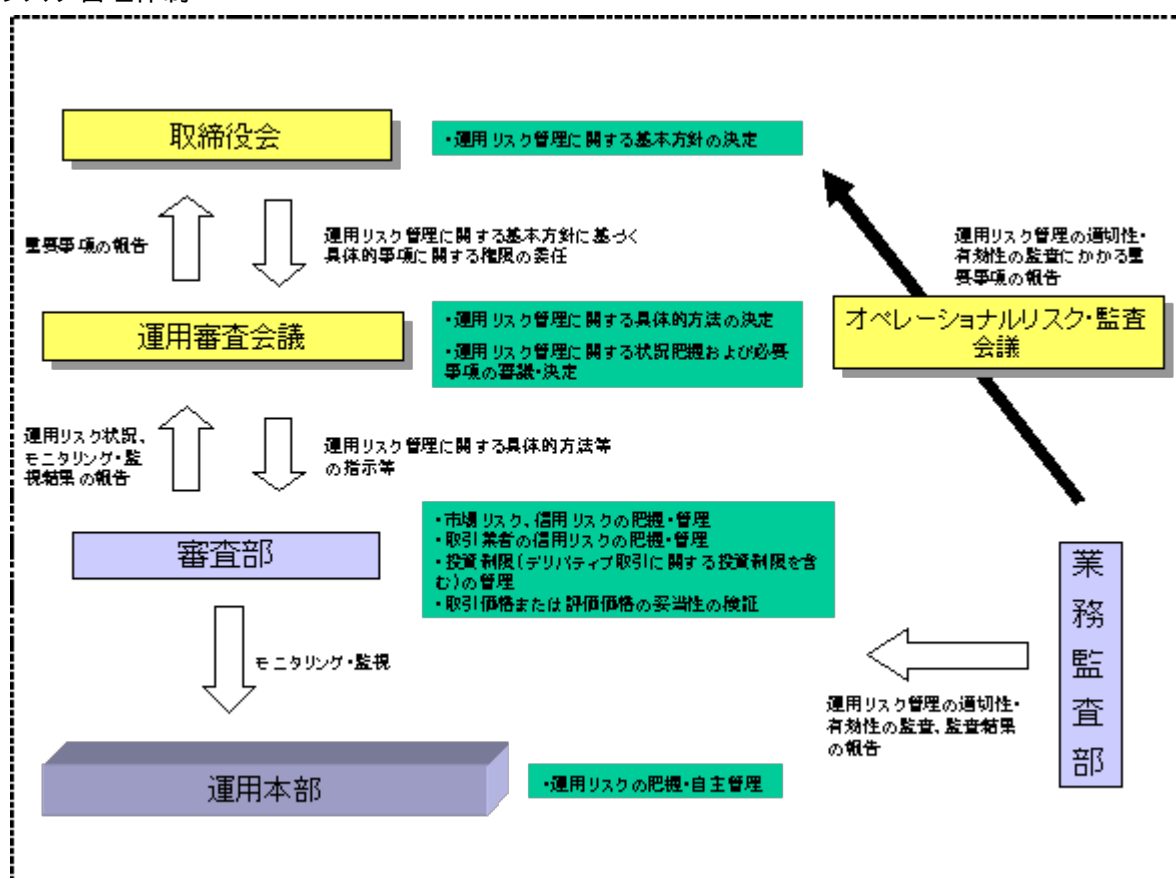 取締役会
・運用リスク管理に関する基本方針の決定
重要事項の報告
運用リスク管理に関する基本方針に基づく
具体的事項に関する権限の委任
運用リスク管理の適切性・
有効性の監査にかかる重
要事項の報告
運用審査会議
・運用リスク管理に関する具体的方法の決定
・運用リスク管理に関する状況把握および必要
事項の審議・決定
オペレーショナルリスク・監査
会議
運用リスク状況、
モニタリング・監
視結果の報告
運用リスク管理に関する具体的方法等
の指示等
審査部
・市場リスク、信用リスクの把握・管理
・取引業者の信用リスクの把握・管理
・投資制限(デリバティブ取引に関する投資制限を含
む)の管理
・取引価格または評価価格の妥当性の検証
業務監査部
モニタリング・監視
運用リスク管理の適切性・
有効性の監査、監査結果
の報告
運用本部
・運用リスクの把握・自主管理